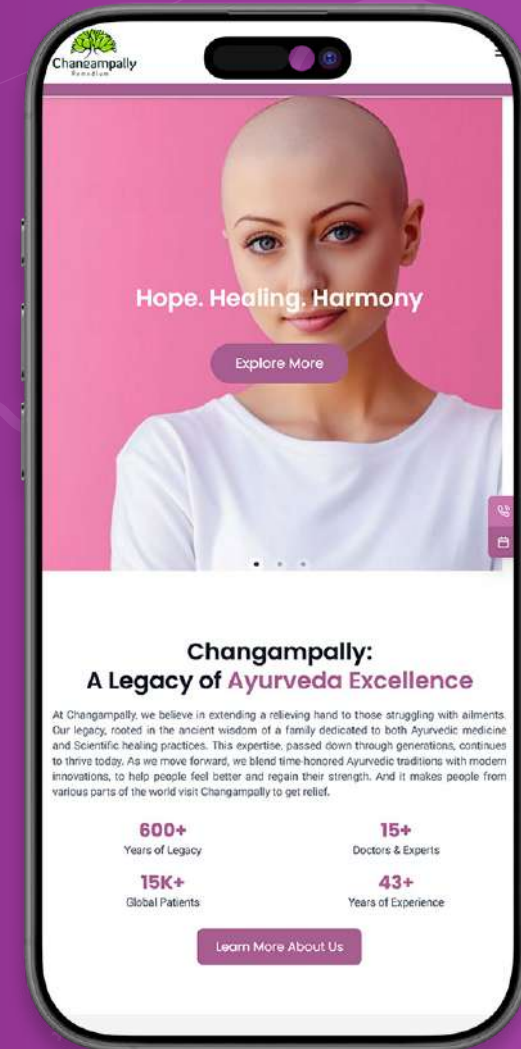 Changampally
Remedium
Hope. Healing. Harmony
Explore More
Changampally:
A Legacy of Ayurveda Excellence
At Changampally, we believe in extending a relieving hand to those struggling with ailments.
Our legacy, rooted in the ancient wisdom of a family dedicated to both Ayurvedic medicine
and Scientific healing practices. This expertise, passed down through generations, continues
to thrive today. As we move forward, we blend time-honored Ayurvedic traditions with modern
innovations, to help people feel better and regain their strength. And it makes people from
various parts of the world visit Changampally to get relief.
600+
Years of Legacy
15+
Doctors & Experts
15K+
Global Patients
43+
Years of Experience
Learn More About Us